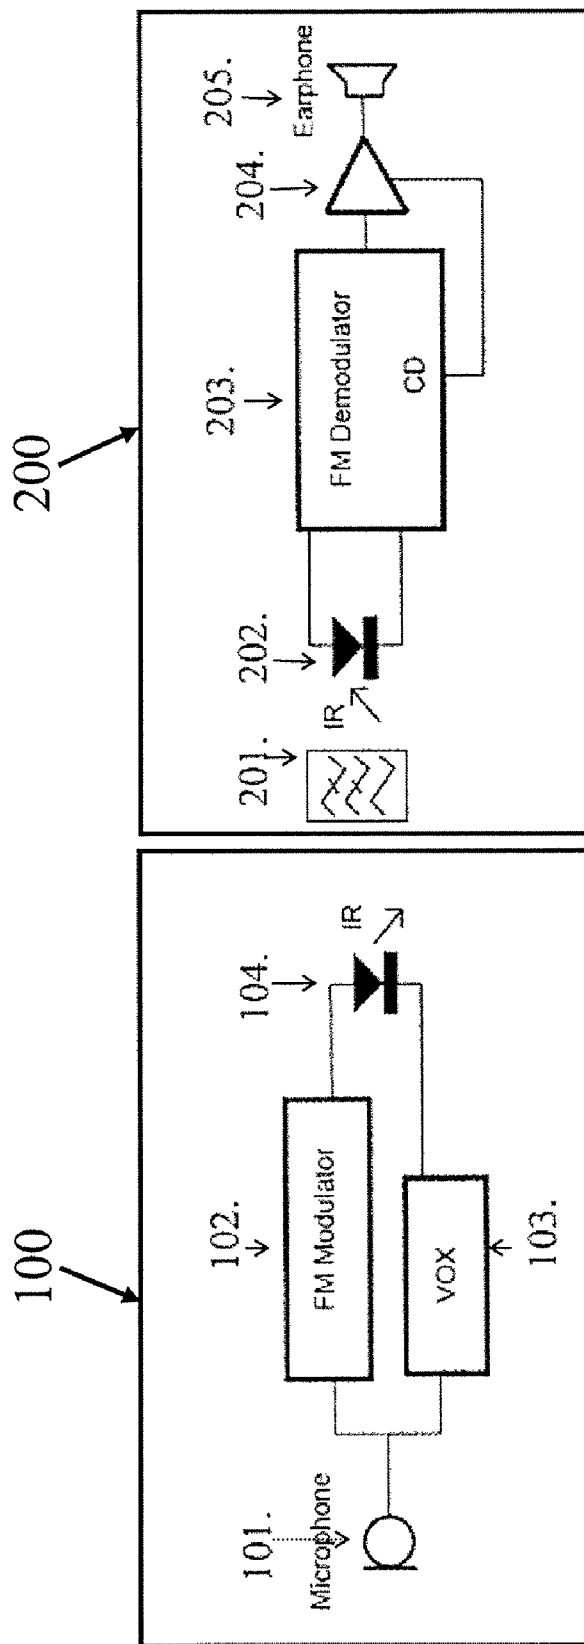 100
101.
Microphone
102.
FM Modulator
VOX
103.
104.
IR
200
201.
IR
202.
203.
FM Demodulator
CD
204.
205.
Earphone